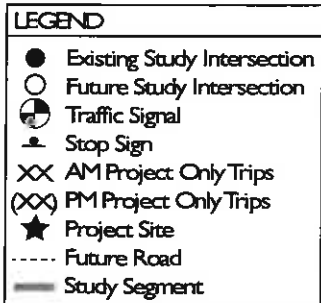 LEGEND
Existing Study Intersection
Future Study Intersection
Traffic Signal
Stop Sign
XX AM Project Only Trips
(XX) PM Project Only Trips
Project Site
Future Road
Study Segment